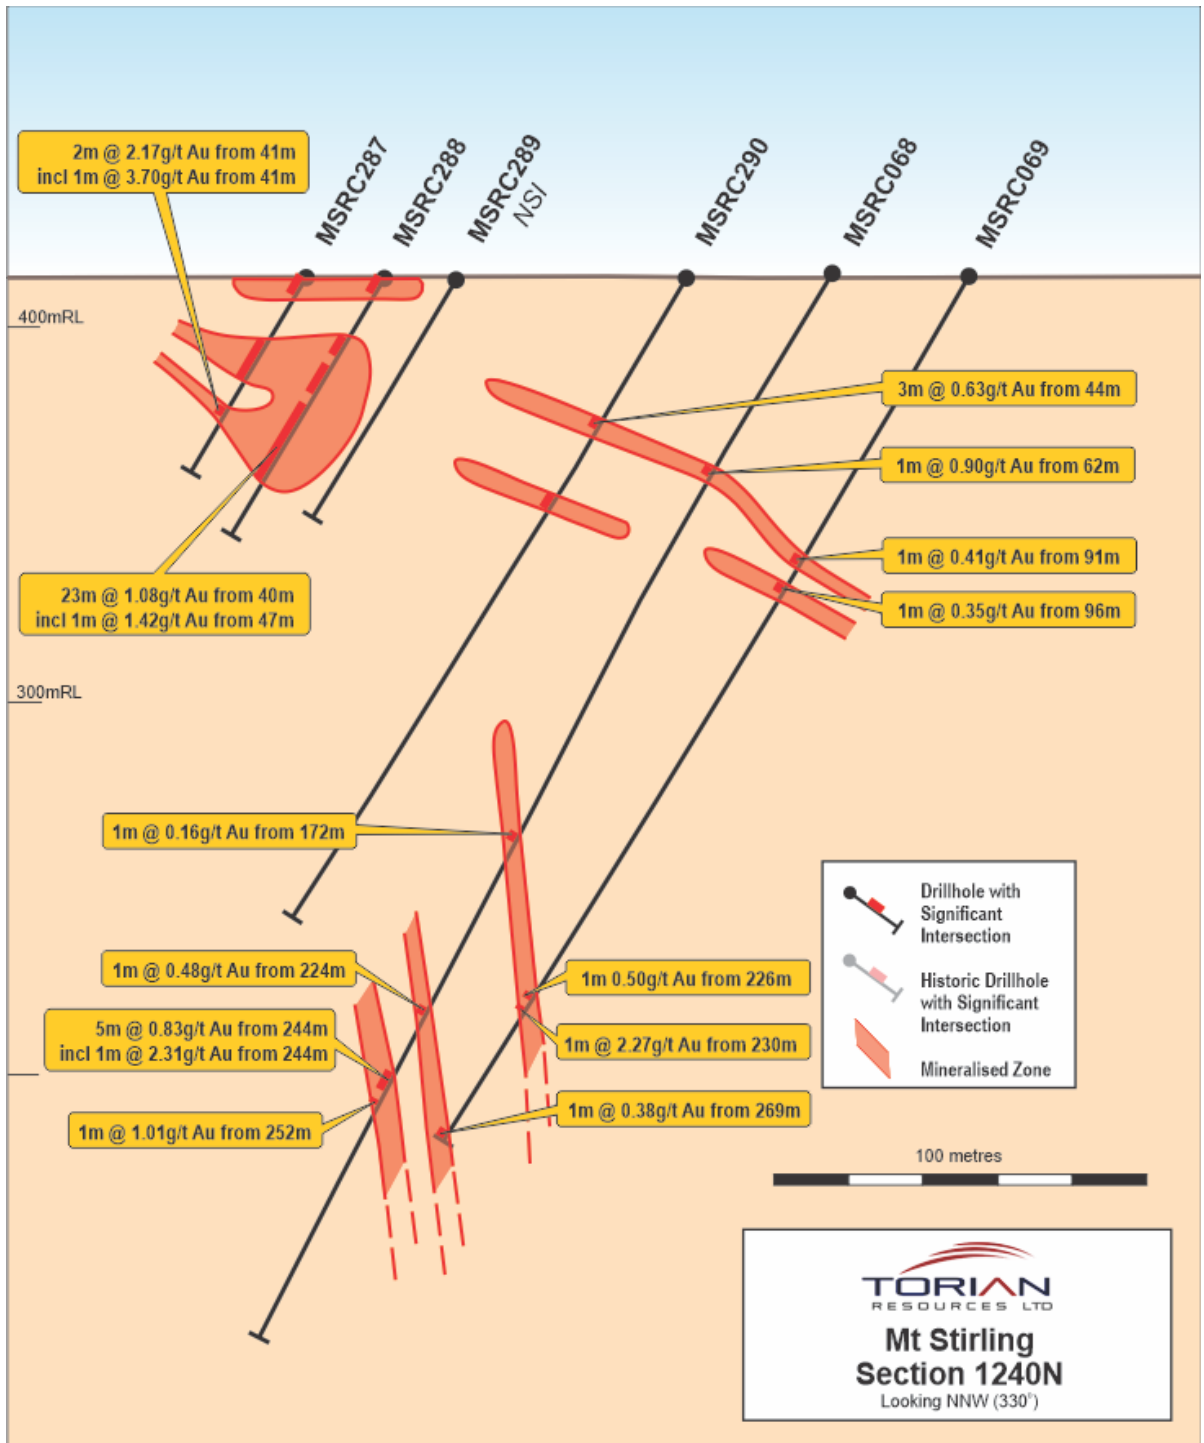 MSRC287
MSRC288
MSRC289
NSI
MSRC290
MSRC068
MSRC069
2m @ 2.17g/t Au from 41m
incl 1m @ 3.70g/t Au from 41m
400mRL
3m @ 0.63g/t Au from 44m
1m @ 0.90g/t Au from 62m
1m @ 0.41g/t Au from 91m
1m @ 0.35g/t Au from 96m
23m @ 1.08g/t Au from 40m
incl 1m @ 1.42g/t Au from 47m
300mRL
1m @ 0.16g/t Au from 172m
1m @ 0.48g/t Au from 224m
5m @ 0.83g/t Au from 244m
incl 1m @ 2.31g/t Au from 244m
1m @ 1.01g/t Au from 252m
1m 0.50g/t Au from 226m
1m @ 2.27g/t Au from 230m
1m @ 0.38g/t Au from 269m
Drillhole with
Significant
Intersection
Historic Drillhole
with Significant
Intersection
Mineralised Zone
100 metres
TORIAN
RESOURCES LTD
Mt Stirling
Section 1240N
Looking NNW (330°)